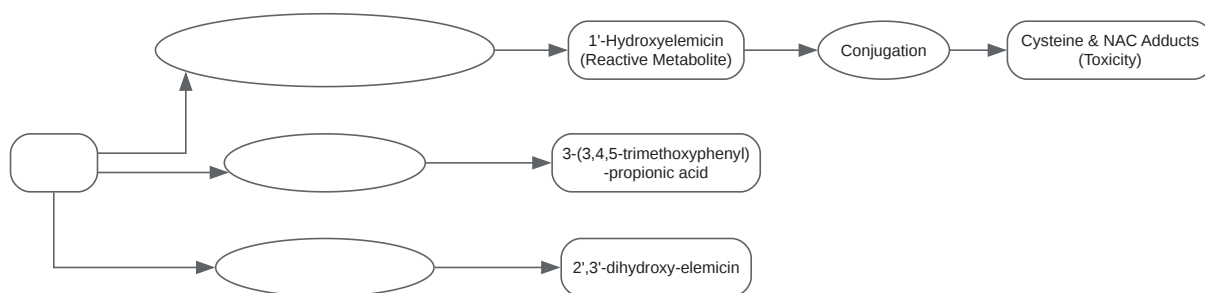 1'-Hydroxyelemicin
(Reactive Metabolite)
Conjugation
Cysteine & NAC Adducts
(Toxicity)
3-(3,4,5-trimethoxyphenyl)
-propionic acid
2',3'-dihydroxy-elemicin